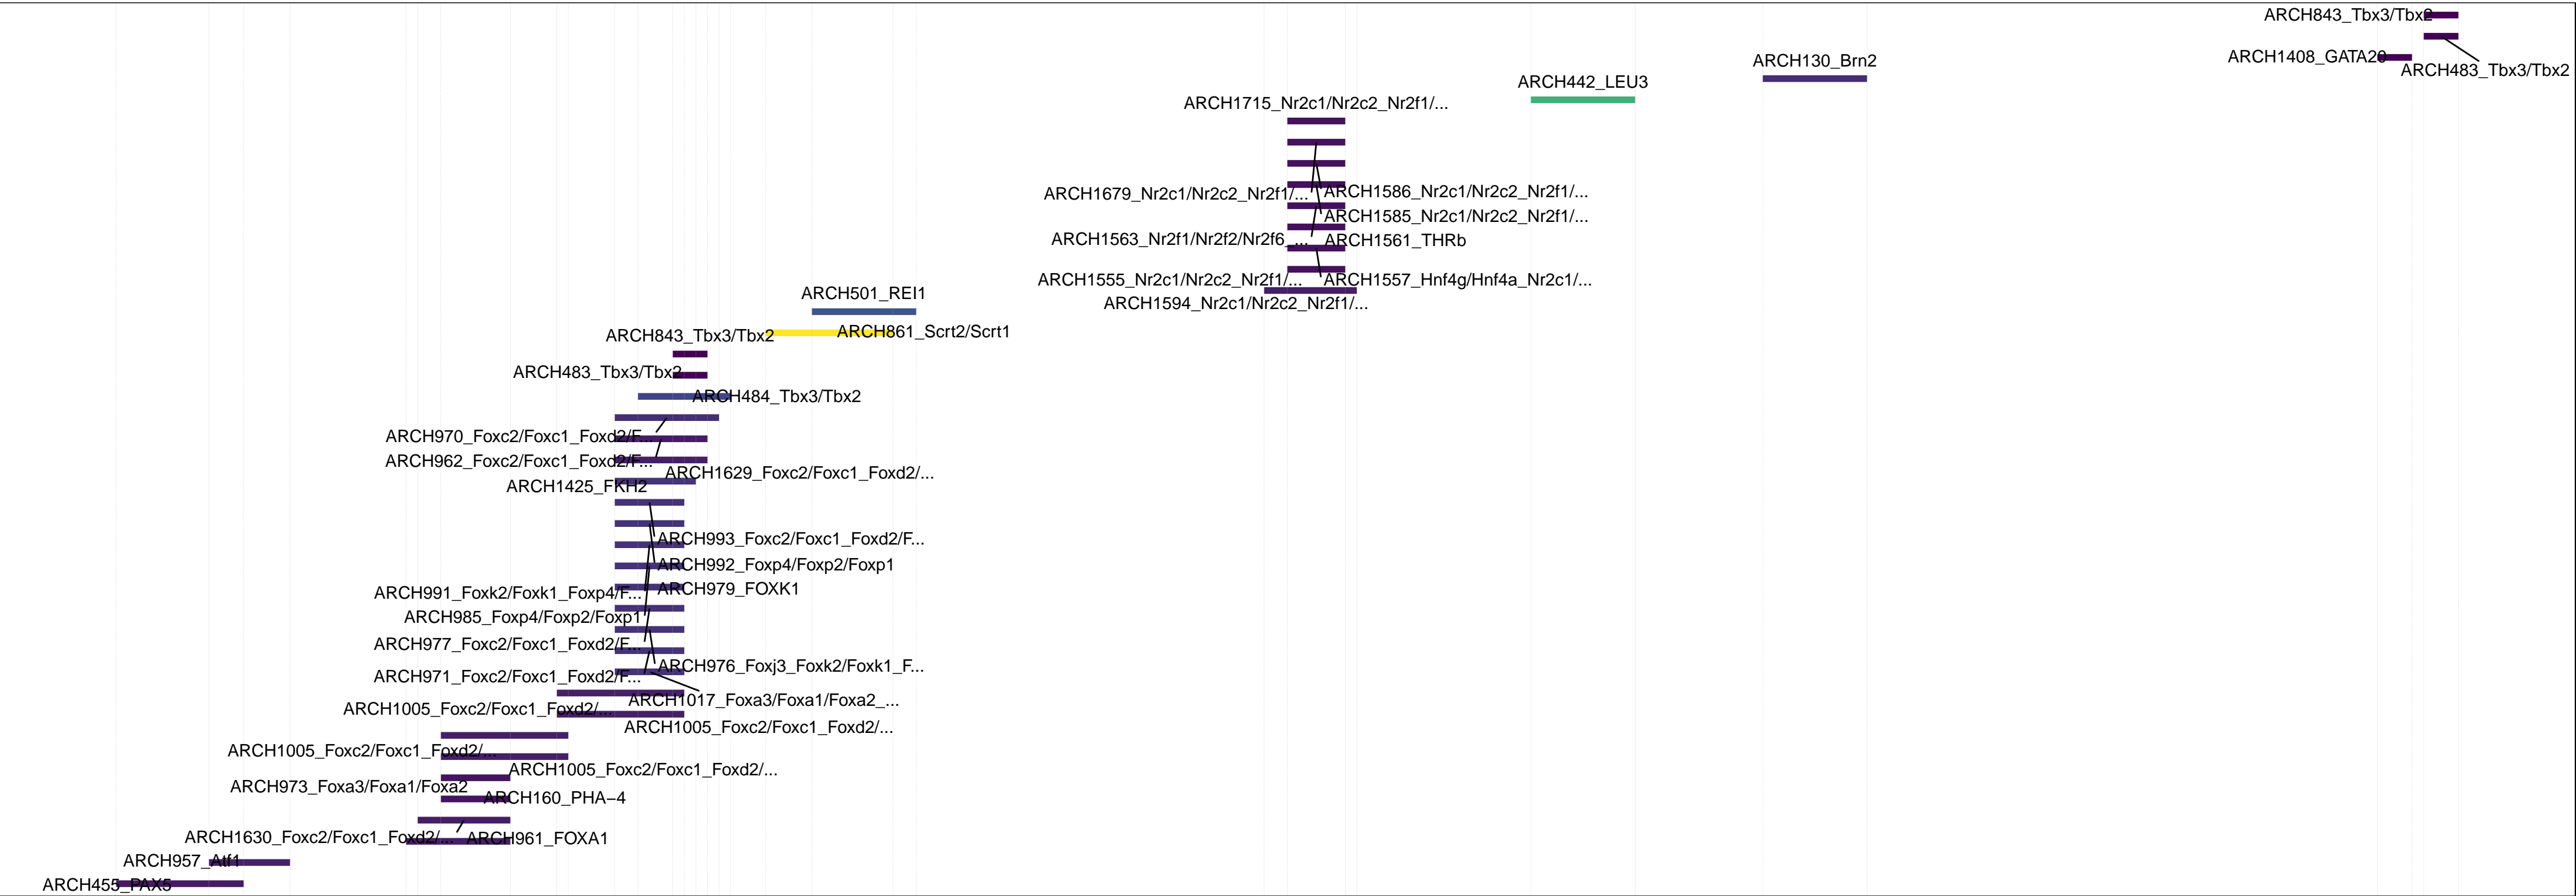 ARCH843_Tbx3/Tbx2
ARCH1408_GATA20
ARCH483_Tbx3/Tbx2
ARCH130_Brn2
ARCH442_LEU3
ARCH1715_Nr2c1/Nr2c2_Nr2f1/...
ARCH1679_Nr2c1/Nr2c2_Nr2f1/...
ARCH1586_Nr2c1/Nr2c2_Nr2f1/...
ARCH1585_Nr2c1/Nr2c2_Nr2f1/...
ARCH1563_Nr2f1/Nr2f2/Nr2f6_...
ARCH1561_THRb
ARCH1555_Nr2c1/Nr2c2_Nr2f1/...
ARCH1557_Hnf4g/Hnf4a_Nr2c1/...
ARCH1594_Nr2c1/Nr2c2_Nr2f1/...
ARCH501_REI1
ARCH861_Scrt2/Scrt1
ARCH843_Tbx3/Tbx2
ARCH483_Tbx3/Tbx2
ARCH484_Tbx3/Tbx2
ARCH970_Foxc2/Foxc1_Foxd2/F...
ARCH962_Foxc2/Foxc1_Foxd2/F...
ARCH1629_Foxc2/Foxc1_Foxd2/...
ARCH1425_FKH2
ARCH993_Foxc2/Foxc1_Foxd2/F...
ARCH992_Foxp4/Foxp2/Foxp1
ARCH979_FOXK1
ARCH991_Foxk2/Foxk1_Foxp4/F...
ARCH985_Foxp4/Foxp2/Foxp1
ARCH977_Foxc2/Foxc1_Foxd2/F...
ARCH976_Foxj3_Foxk2/Foxk1_F...
ARCH971_Foxc2/Foxc1_Foxd2/F...
ARCH1017_Foxa3/Foxa1/Foxa2_...
ARCH1005_Foxc2/Foxc1_Foxd2/...
ARCH1005_Foxc2/Foxc1_Foxd2/...
ARCH1005_Foxc2/Foxc1_Foxd2/...
ARCH1005_Foxc2/Foxc1_Foxd2/...
ARCH973_Foxa3/Foxa1/Foxa2
ARCH160_PHA−4
ARCH1630_Foxc2/Foxc1_Foxd2/...
ARCH961_FOXA1
ARCH957_Atf1
ARCH455_PAX5